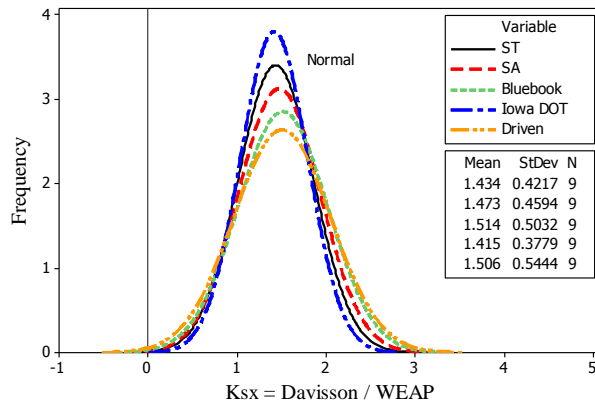 4
3
2
1
0
Frequency
-1 0 1 2 3 4 5
Ksx = Davisson / WEAP
Normal
Variable
ST
SA
Bluebook
Iowa DOT
Driven
Mean StDev N
1.434 0.4217 9
1.473 0.4594 9
1.514 0.5032 9
1.415 0.3779 9
1.506 0.5444 9